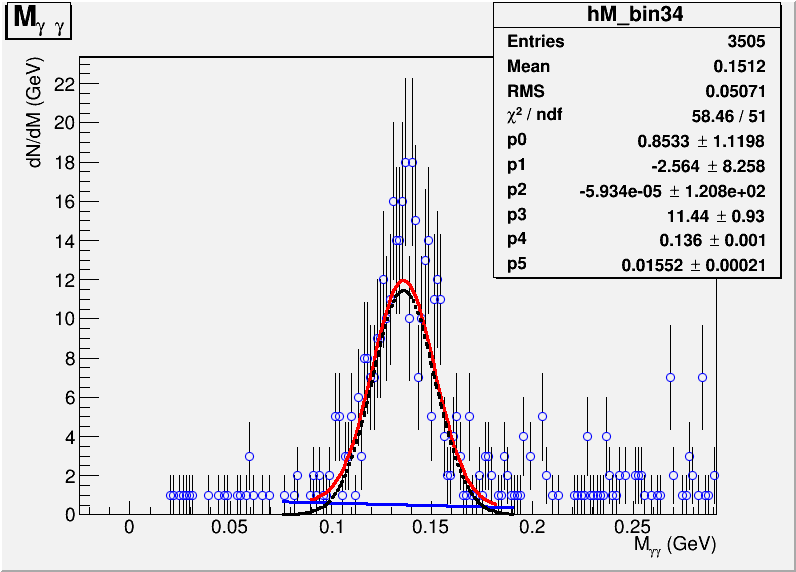 M γ γ
hM_bin34
Entries 3505
Mean 0.1512
RMS 0.05071
χ² / ndf 58.46 / 51
p0 0.8533 ± 1.1198
p1 -2.564 ± 8.258
p2 -5.934e-05 ± 1.208e+02
p3 11.44 ± 0.93
p4 0.136 ± 0.001
p5 0.01552 ± 0.00021
dN/dM (GeV)
22
20
18
16
14
12
10
8
6
4
2
0
0 0.05 0.1 0.15 0.2 0.25
Mγγ (GeV)